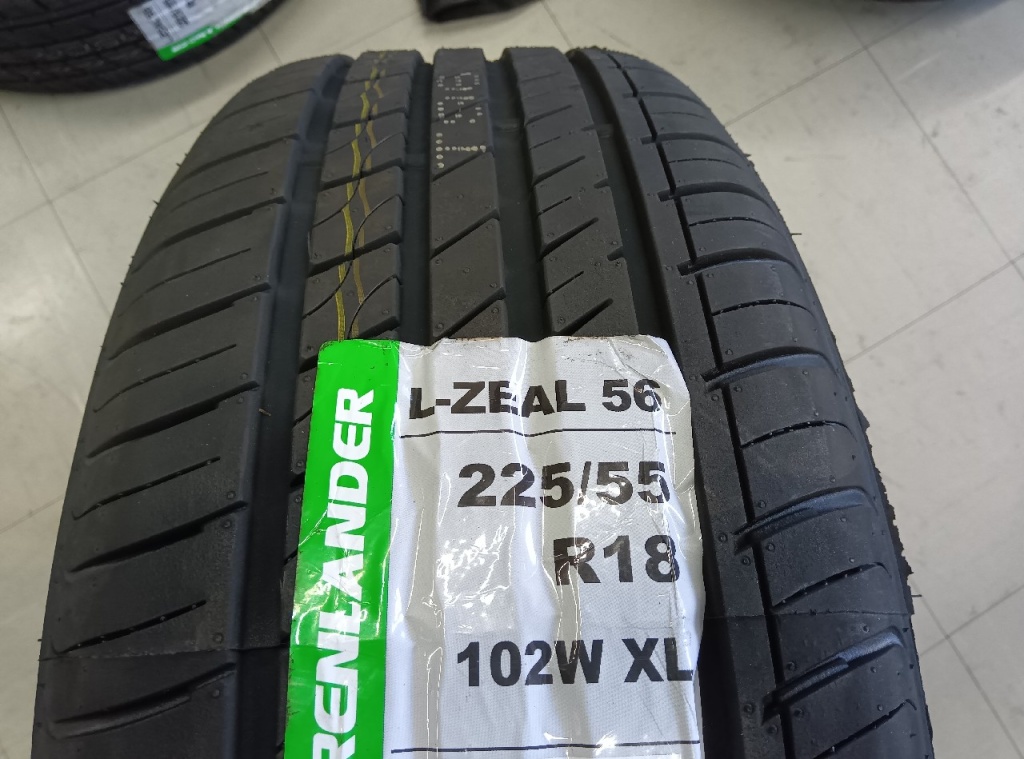 RENLANDER
L-ZEAL 56
225/55
R18
102W XL